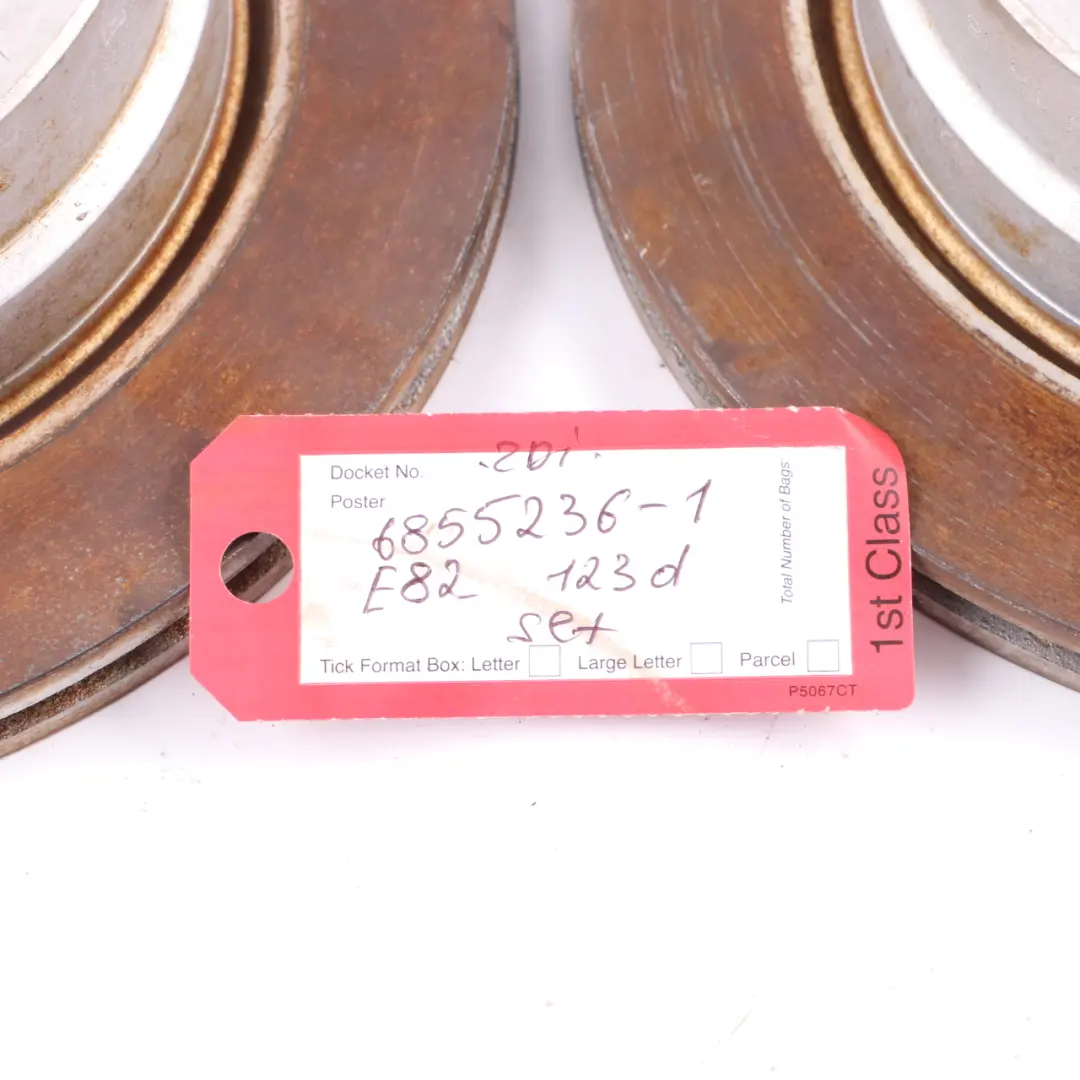 Docket No. .ZDI.
Poster
6855236-1
E82 123d
set
Tick Format Box: Letter Large Letter Parcel
P5067CT
Total Number of Bags
1st Class